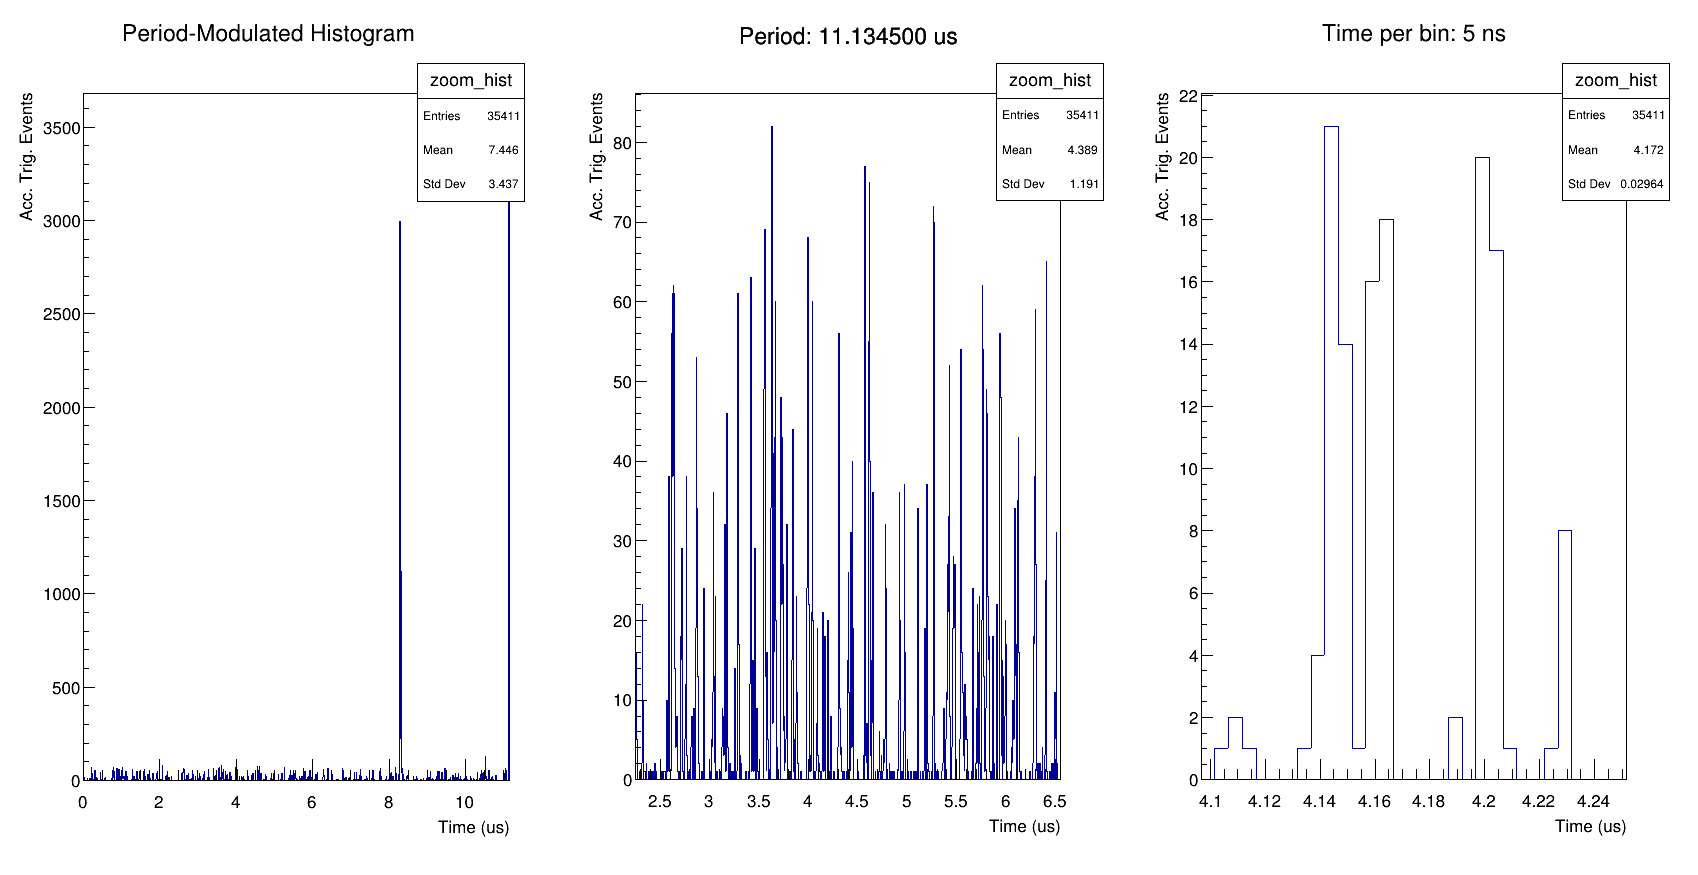 Period-Modulated Histogram
zoom_hist
Entries 35411
Mean 7.446
Std Dev 3.437
Acc. Trig. Events
3500
3000
2500
2000
1500
1000
500
0
0 2 4 6 8 10
Time (us)
Period: 11.134500 us
zoom_hist
Entries 35411
Mean 4.389
Std Dev 1.191
Acc. Trig. Events
80
70
60
50
40
30
20
10
0
2.5 3 3.5 4 4.5 5 5.5 6 6.5
Time (us)
Time per bin: 5 ns
zoom_hist
Entries 35411
Mean 4.172
Std Dev 0.02964
Acc. Trig. Events
22
20
18
16
14
12
10
8
6
4
2
0
4.1 4.12 4.14 4.16 4.18 4.2 4.22 4.24
Time (us)